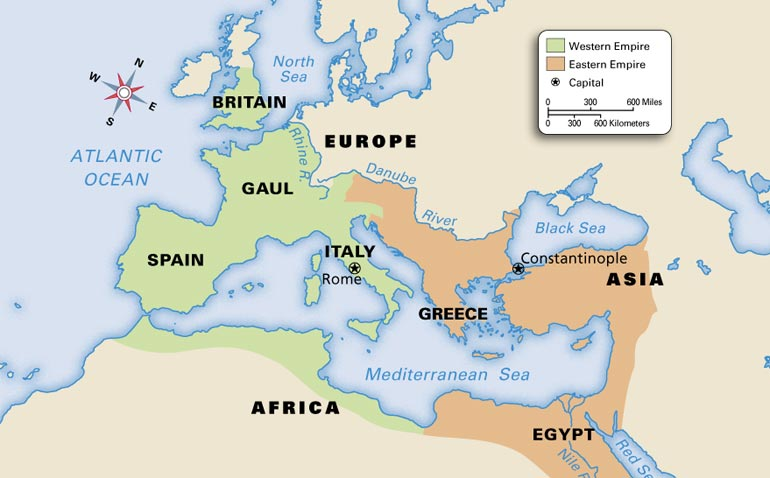 Western Empire
Eastern Empire
Capital
0 300 600 Miles
0 300 600 Kilometers
N
W
E
S
North
Sea
BRITAIN
ATLANTIC
OCEAN
EUROPE
Rhine R.
GAUL
Danube
River
Black Sea
SPAIN
ITALY
Rome
Constantinople
ASIA
GREECE
Mediterranean Sea
AFRICA
EGYPT
Nile
Red